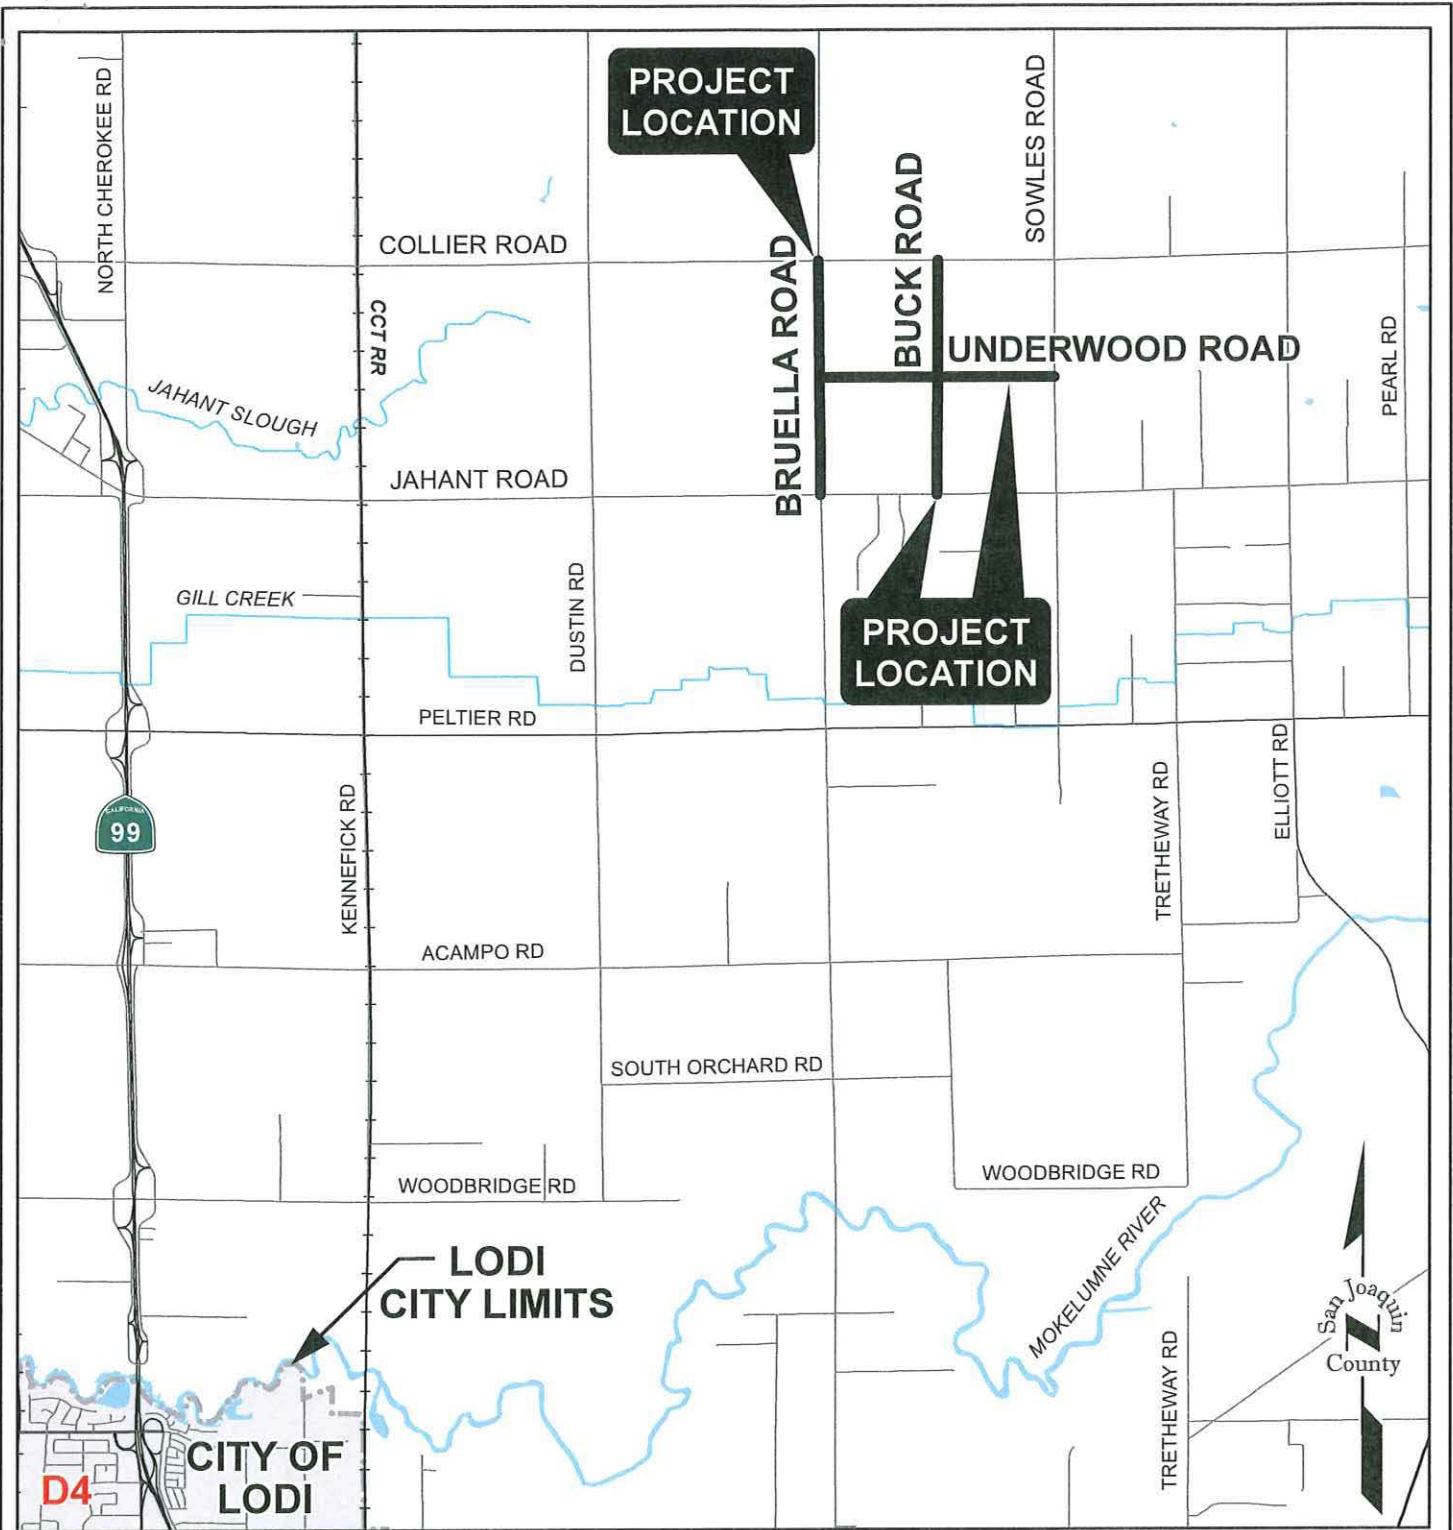 PROJECT
LOCATION
NORTH CHEROKEE RD
SOWLES ROAD
BUCK ROAD
COLLIER ROAD
BRUELLA ROAD
CCT RR
UNDERWOOD ROAD
PEARL RD
JAHANT SLOUGH
JAHANT ROAD
GILL CREEK
DUSTIN RD
PROJECT
LOCATION
PELTIER RD
CALIFORNIA
99
KENNEFICK RD
TRETHEWAY RD
ELLIOTT RD
ACAMPO RD
SOUTH ORCHARD RD
WOODBRIDGE RD
WOODBRIDGE RD
MOKELUMNE RIVER
LODI
CITY LIMITS
San Joaquin
County
TRETHEWAY RD
CITY OF
LODI
D4